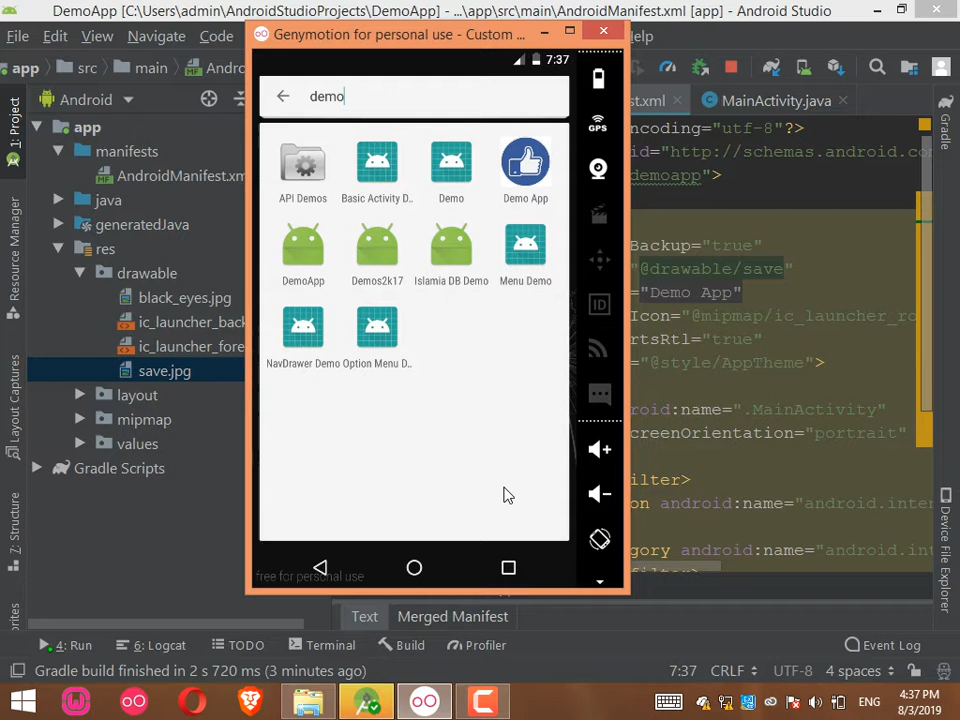 DemoApp [C:\Users\admin\AndroidStudioProjects\DemoApp] - ...\app\src\main\AndroidManifest.xml [app] - Android Studio
File Edit View Navigate Code
elp
Genymotion for personal use - Custom ...
app src main Andro
st.xml MainActivity.java
1: Project
Resource Manager
Layout Captures
7: Structure
Android
app
manifests
AndroidManifest.xm
java
generatedJava
res
drawable
black_eyes.jpg
ic_launcher_bac
ic_launcher_fore
save.jpg
layout
mipmap
values
Gradle Scripts
7:37
demo
API Demos Basic Activity D.. Demo Demo App
DemoApp Demos2k17 Islamia DB Demo Menu Demo
NavDrawer Demo Option Menu D..
free for personal use
GPS
ID
ncoding="utf-8"?>
d="http://schemas.android.co
demoapp">
Backup="true"
"@drawable/save"
="Demo App"
Icon="@mipmap/ic_launcher_ro
rtsRtl="true"
@style/AppTheme">
roid:name=".MainActivity"
creenOrientation="portrait"
filter>
on android:name="android.inter
egory android:name="android.in
filter>
Gradle
Device File Explorer
Text Merged Manifest
4: Run 6: Logcat TODO Terminal Build Profiler Event Log
Gradle build finished in 2 s 720 ms (3 minutes ago) 7:37 CRLF UTF-8 4 spaces
ENG
4:37 PM
8/3/2019